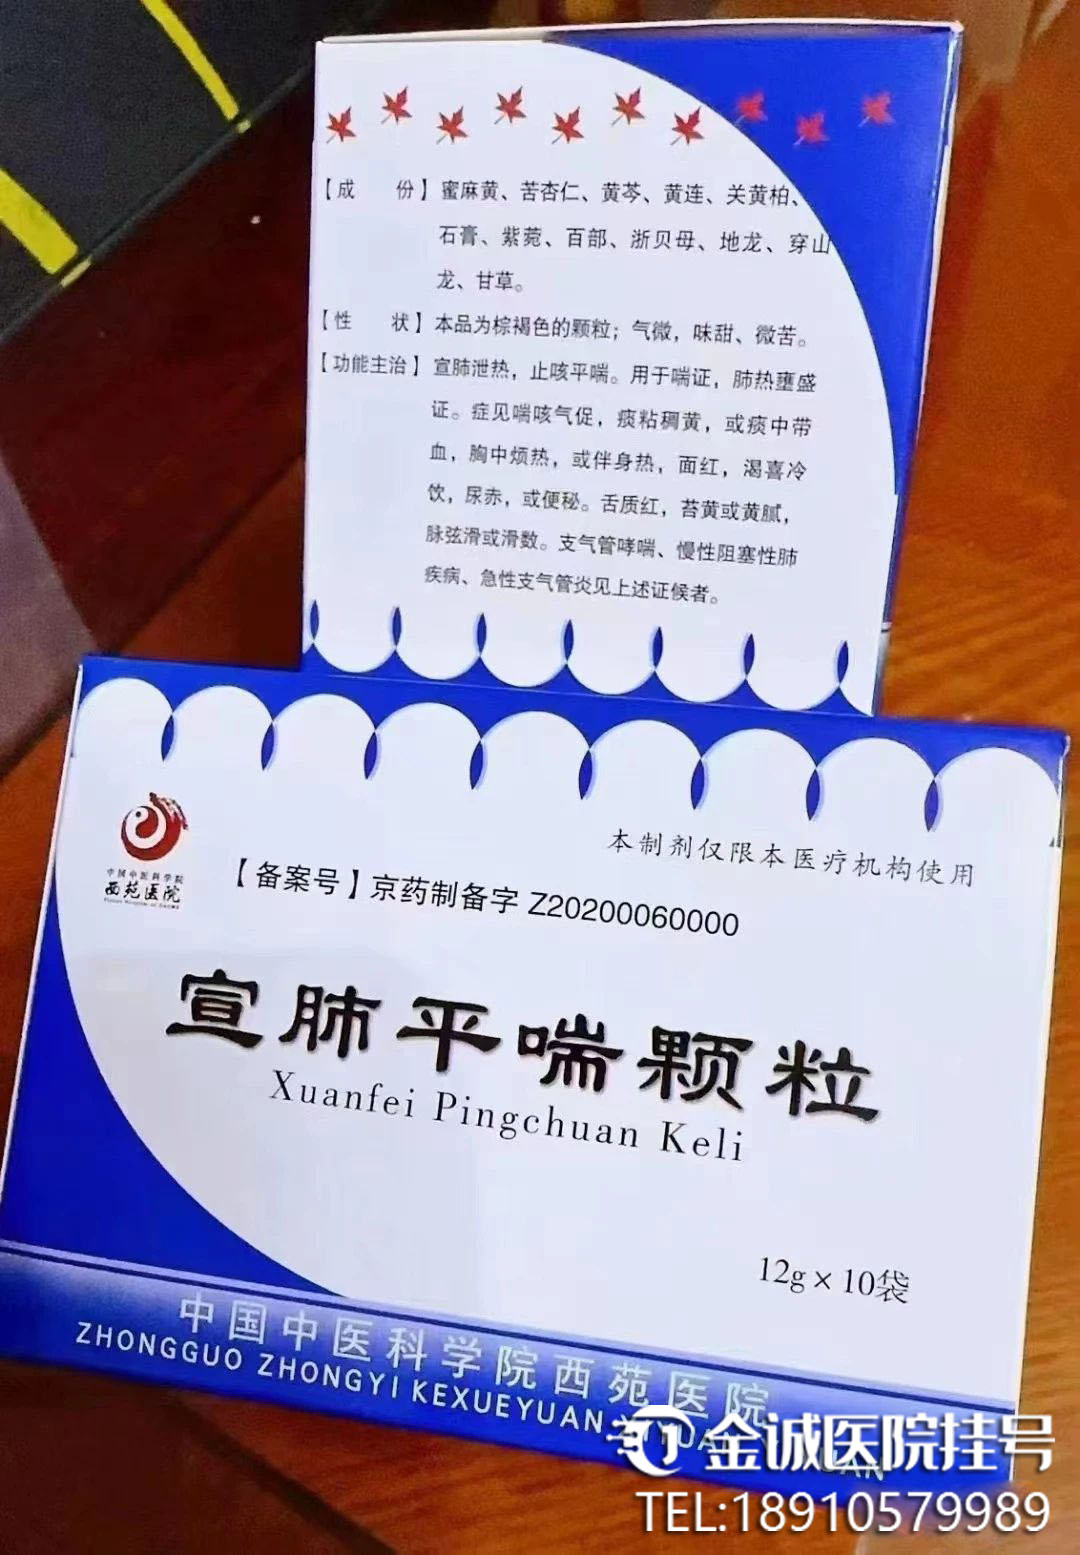 【成　份】蜜麻黄、苦杏仁、黄芩、黄连、关黄柏、
石膏、紫菀、百部、浙贝母、地龙、穿山
龙、甘草。
【性　状】本品为棕褐色的颗粒；气微，味甜、微苦。
【功能主治】宣肺泄热，止咳平喘。用于喘证，肺热壅盛
证。症见喘咳气促，痰粘稠黄，或痰中带
血，胸中烦热，或伴身热，面红，渴喜冷
饮，尿赤，或便秘。舌质红，苔黄或黄腻，
脉弦滑或滑数。支气管哮喘、慢性阻塞性肺
疾病、急性支气管炎见上述证候者。
本制剂仅限本医疗机构使用
中国中医科学院
西苑医院
【备案号】京药制备字 Z20200060000
宣肺平喘颗粒
Xuanfei Pingchuan Keli
12g×10袋
中国中医科学院西苑医院
ZHONGGUO ZHONGYI KEXUEYUAN XIYUAN
金诚医院挂号
TEL:18910579989